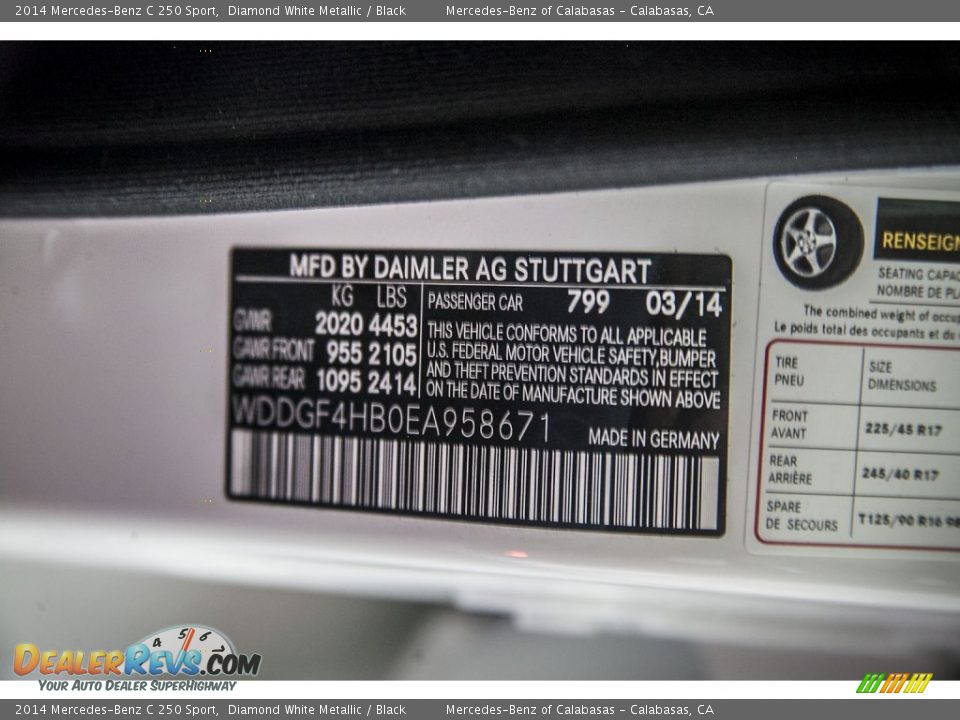 2014 Mercedes-Benz C 250 Sport, Diamond White Metallic / Black Mercedes-Benz of Calabasas - Calabasas, CA
MFD BY DAIMLER AG STUTTGART
KG LBS
GVWR 2020 4453
GAWR FRONT 955 2105
GAWR REAR 1095 2414
PASSENGER CAR 799 03/14
THIS VEHICLE CONFORMS TO ALL APPLICABLE
U.S. FEDERAL MOTOR VEHICLE SAFETY,BUMPER
AND THEFT PREVENTION STANDARDS IN EFFECT
ON THE DATE OF MANUFACTURE SHOWN ABOVE
WDDGF4HB0EA958671
MADE IN GERMANY
RENSEIGN
SEATING CAPAC
NOMBRE DE PL
The combined weight of occup
Le poids total des occupants et du
TIRE SIZE
PNEU DIMENSIONS
FRONT 225/45 R17
AVANT
REAR 245/40 R17
ARRIÈRE
SPARE T125/90 R16 98
DE SECOURS
4 5 6
DEALERREVS.COM
YOUR AUTO DEALER SUPERHIGHWAY
2014 Mercedes-Benz C 250 Sport, Diamond White Metallic / Black Mercedes-Benz of Calabasas - Calabasas, CA